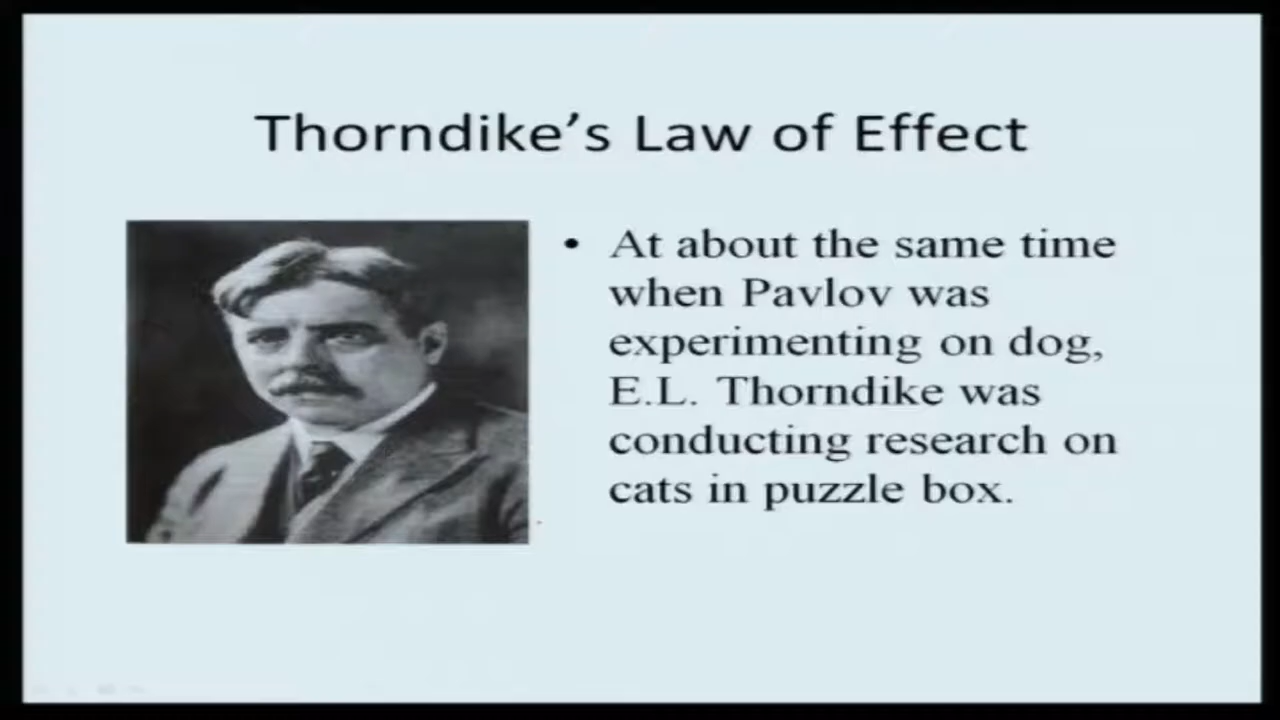 Thorndike’s Law of Effect
• At about the same time
when Pavlov was
experimenting on dog,
E.L. Thorndike was
conducting research on
cats in puzzle box.